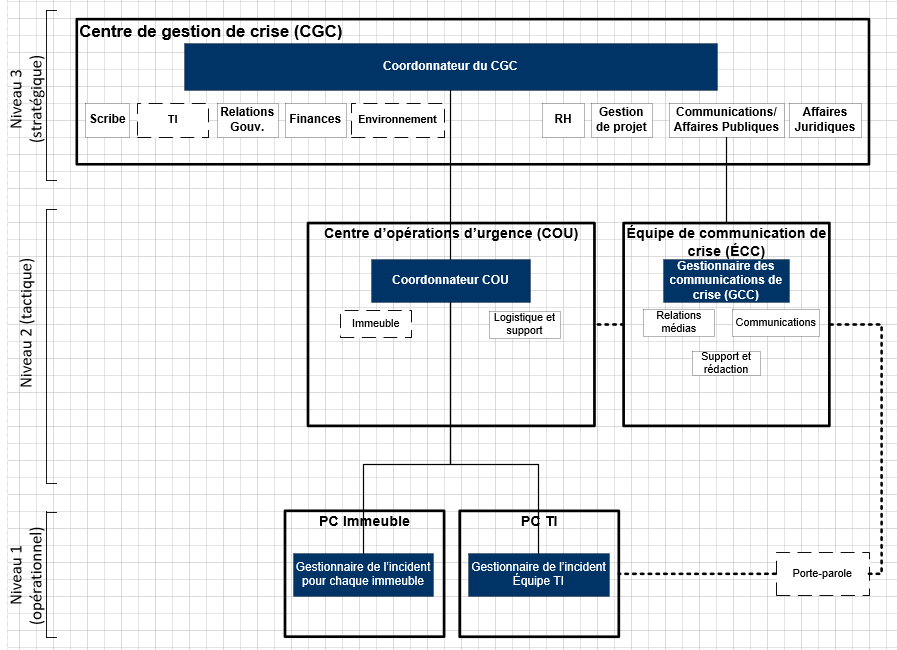 Centre de gestion de crise (CGC)
Coordonnateur du CGC
Niveau 3
(stratégique)
Scribe
TI
Relations
Gouv.
Finances
Environnement
RH
Gestion
de projet
Communications/
Affaires Publiques
Affaires
Juridiques
Niveau 2 (tactique)
Centre d'opérations d'urgence (COU)
Coordonnateur COU
Immeuble
Logistique et
support
Équipe de communication de
crise (ÉCC)
Gestionnaire des
communications de
crise (GCC)
Relations
médias
Communications
Support et
rédaction
Niveau 1
(opérationnel)
PC Immeuble
Gestionnaire de l'incident
pour chaque immeuble
PC TI
Gestionnaire de l'incident
Équipe TI
Porte-parole